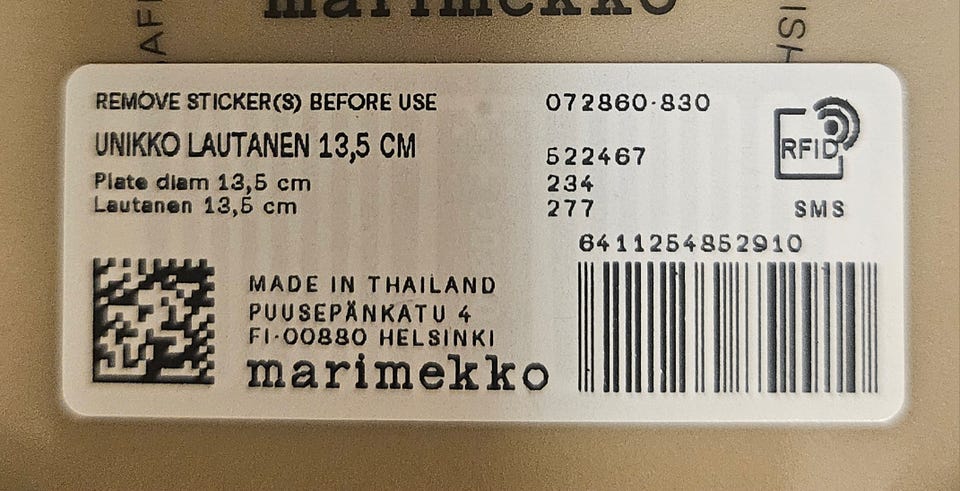 marimekko
REMOVE STICKER(S) BEFORE USE
072860-830
UNIKKO LAUTANEN 13,5 CM
522467
RFID
Plate diam 13,5 cm
234
Lautanen 13,5 cm
277
SMS
6411254852910
MADE IN THAILAND
PUUSEPÄNKATU 4
FI-00880 HELSINKI
marimekko